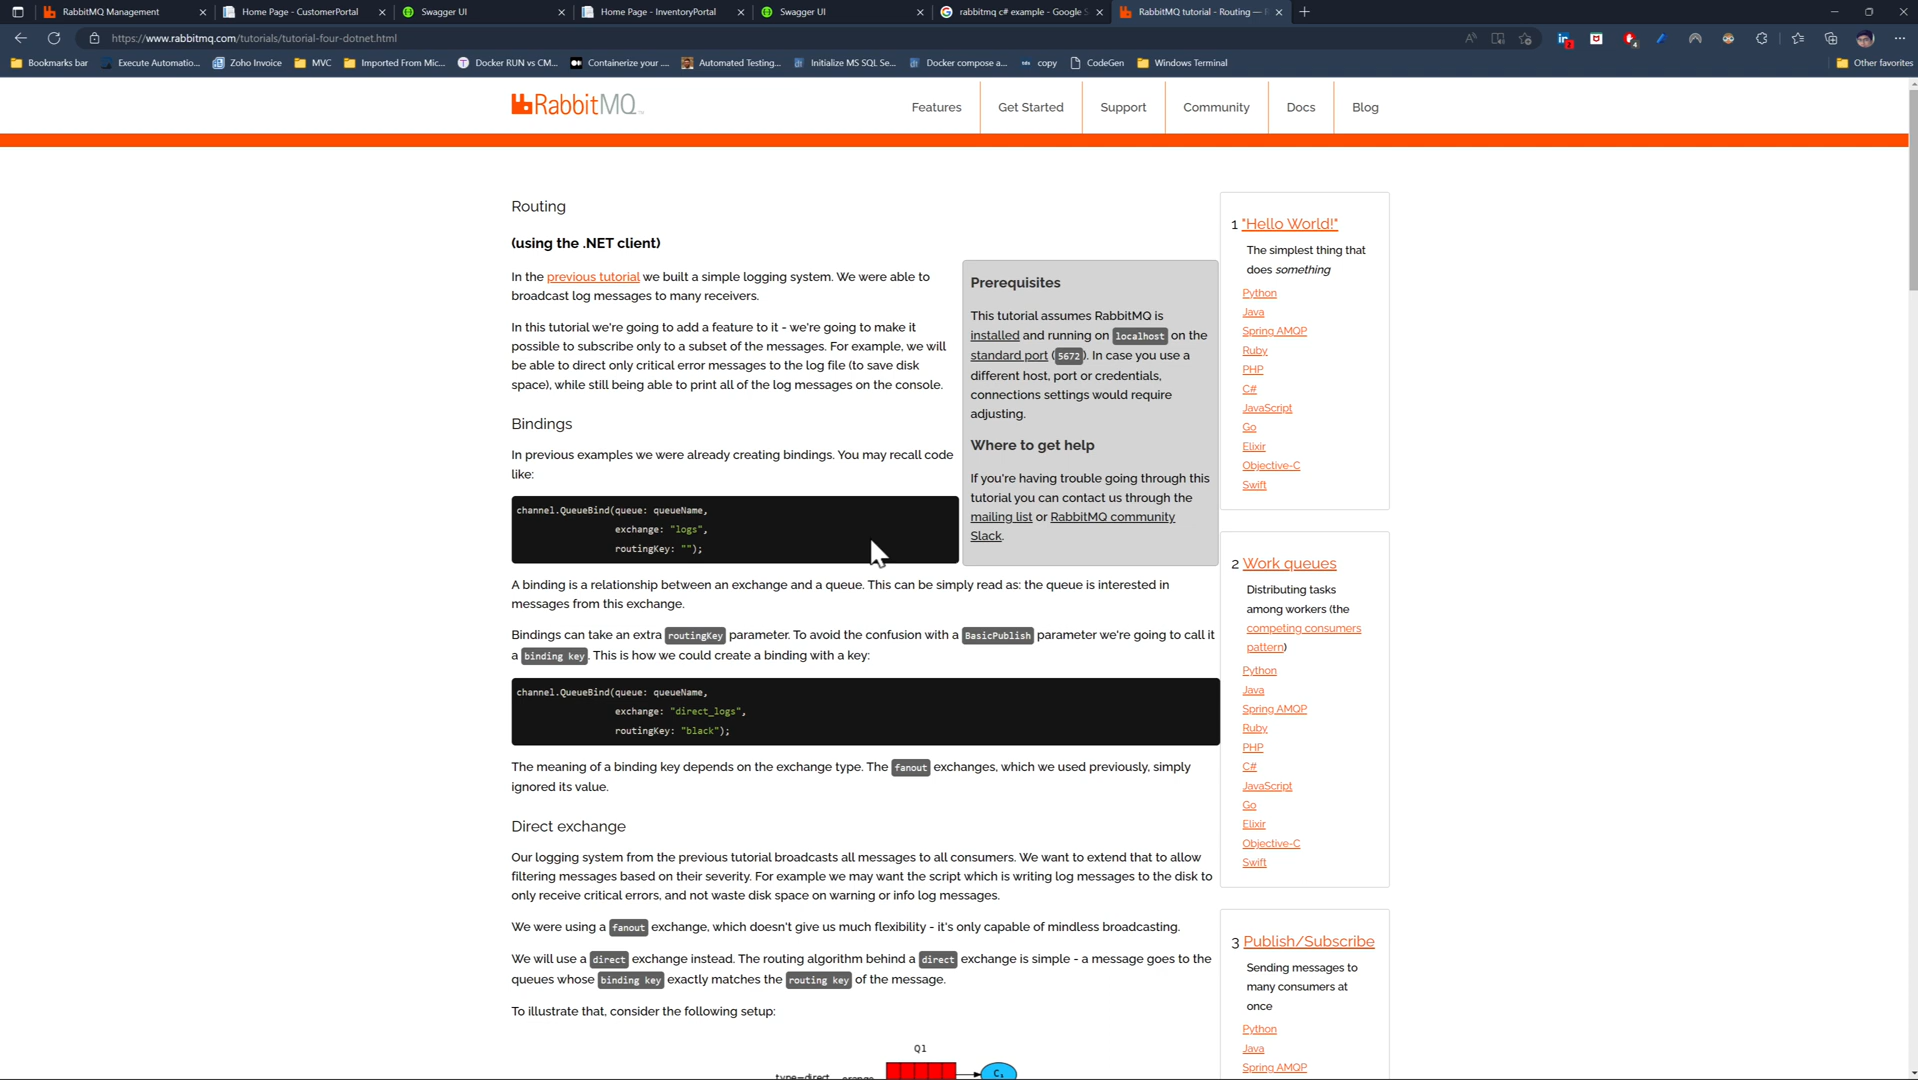 RabbitMQ Management
Home Page - CustomerPortal
Swagger UI
Home Page - InventoryPortal
Swagger UI
rabbitmq c# example - Google S
RabbitMQ tutorial - Routing —
https://www.rabbitmq.com/tutorials/tutorial-four-dotnet.html
Bookmarks bar
Execute Automatio...
Zoho Invoice
MVC
Imported From Mic...
Docker RUN vs CM...
Containerize your ....
Automated Testing...
Initialize MS SQL Se...
Docker compose a...
copy
CodeGen
Windows Terminal
Other favorites
RabbitMQ
Features
Get Started
Support
Community
Docs
Blog
Routing
(using the .NET client)
In the previous tutorial we built a simple logging system. We were able to
broadcast log messages to many receivers.
In this tutorial we're going to add a feature to it - we're going to make it
possible to subscribe only to a subset of the messages. For example, we will
be able to direct only critical error messages to the log file (to save disk
space), while still being able to print all of the log messages on the console.
Bindings
In previous examples we were already creating bindings. You may recall code
like:
channel.QueueBind(queue: queueName,
exchange: "logs",
routingKey: "");
Prerequisites
This tutorial assumes RabbitMQ is
installed and running on localhost on the
standard port (5672). In case you use a
different host, port or credentials,
connections settings would require
adjusting.
Where to get help
If you're having trouble going through this
tutorial you can contact us through the
mailing list or RabbitMQ community
Slack.
A binding is a relationship between an exchange and a queue. This can be simply read as: the queue is interested in
messages from this exchange.
Bindings can take an extra routingKey parameter. To avoid the confusion with a BasicPublish parameter we're going to call it
a binding key. This is how we could create a binding with a key:
channel.QueueBind(queue: queueName,
exchange: "direct_logs",
routingKey: "black");
The meaning of a binding key depends on the exchange type. The fanout exchanges, which we used previously, simply
ignored its value.
Direct exchange
Our logging system from the previous tutorial broadcasts all messages to all consumers. We want to extend that to allow
filtering messages based on their severity. For example we may want the script which is writing log messages to the disk to
only receive critical errors, and not waste disk space on warning or info log messages.
We were using a fanout exchange, which doesn't give us much flexibility - it's only capable of mindless broadcasting.
We will use a direct exchange instead. The routing algorithm behind a direct exchange is simple - a message goes to the
queues whose binding key exactly matches the routing key of the message.
To illustrate that, consider the following setup:
Q1
type=direct
orange
C₁
1 "Hello World!"
The simplest thing that
does something
Python
Java
Spring AMQP
Ruby
PHP
C#
JavaScript
Go
Elixir
Objective-C
Swift
2 Work queues
Distributing tasks
among workers (the
competing consumers
pattern)
Python
Java
Spring AMQP
Ruby
PHP
C#
JavaScript
Go
Elixir
Objective-C
Swift
3 Publish/Subscribe
Sending messages to
many consumers at
once
Python
Java
Spring AMQP